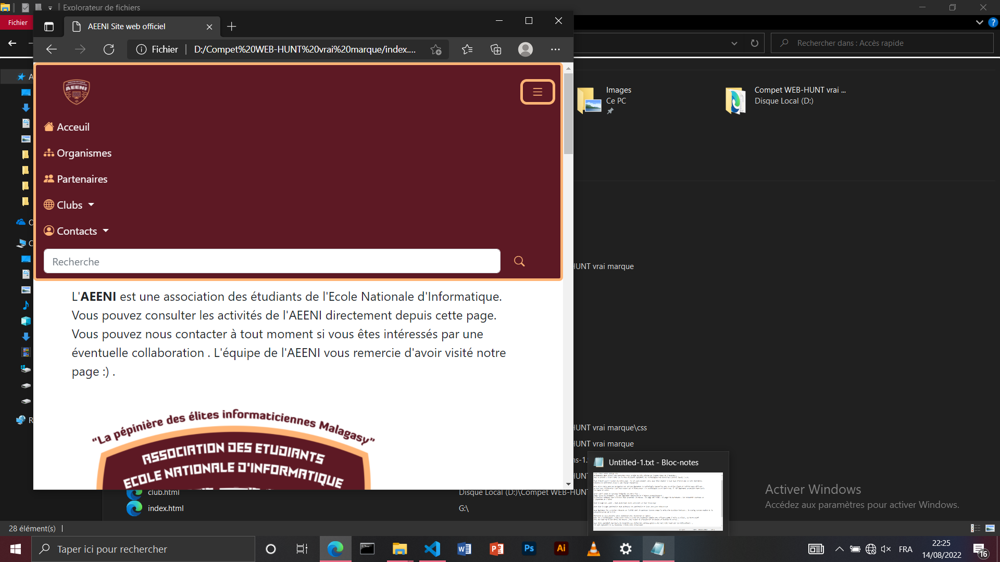 Explorateur de fichiers
Fichier
AEENI Site web officiel
Fichier
D:/Compet%20WEB-HUNT%20vrai%20marque/index....
Rechercher dans : Accès rapide
AEENI
Acceuil
Organismes
Partenaires
Clubs
Contacts
Recherche
Images
Ce PC
Compet WEB-HUNT vrai ...
Disque Local (D:)
L'AEENI est une association des étudiants de l'Ecole Nationale d'Informatique.
Vous pouvez consulter les activités de l'AEENI directement depuis cette page.
Vous pouvez nous contacter à tout moment si vous êtes intéressés par une
éventuelle collaboration . L'équipe de l'AEENI vous remercie d'avoir visité notre
page :) .
HUNT vrai marque
"La pépinière des élites informaticiennes Malagasy"
ASSOCIATION DES ETUDIANTS
ECOLE NATIONALE D'INFORMATIQUE
HUNT vrai marque\css
HUNT vrai marque
ns-1.
HUNT
Untitled-1.txt - Bloc-notes
club.html
Disque Local (D:)\Compet WEB-HUNT
index.html
G:\
Activer Windows
Accédez aux paramètres pour activer Windows.
28 élément(s)
Taper ici pour rechercher
Ps
Ai
FRA
22:25
14/08/2022
16